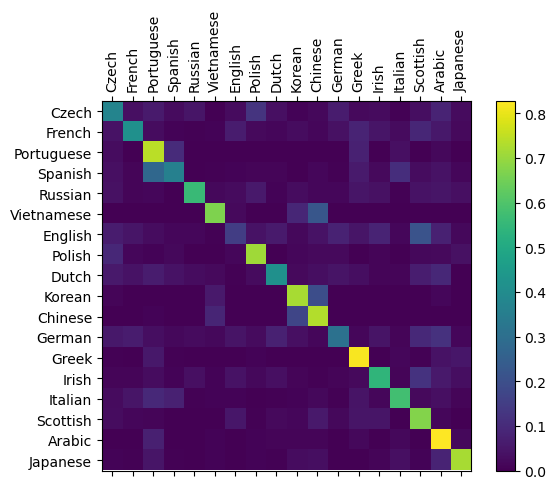 Czech
French
Portuguese
Spanish
Russian
Vietnamese
English
Polish
Dutch
Korean
Chinese
German
Greek
Irish
Italian
Scottish
Arabic
Japanese
Czech
French
Portuguese
Spanish
Russian
Vietnamese
English
Polish
Dutch
Korean
Chinese
German
Greek
Irish
Italian
Scottish
Arabic
Japanese
0.8
0.7
0.6
0.5
0.4
0.3
0.2
0.1
0.0